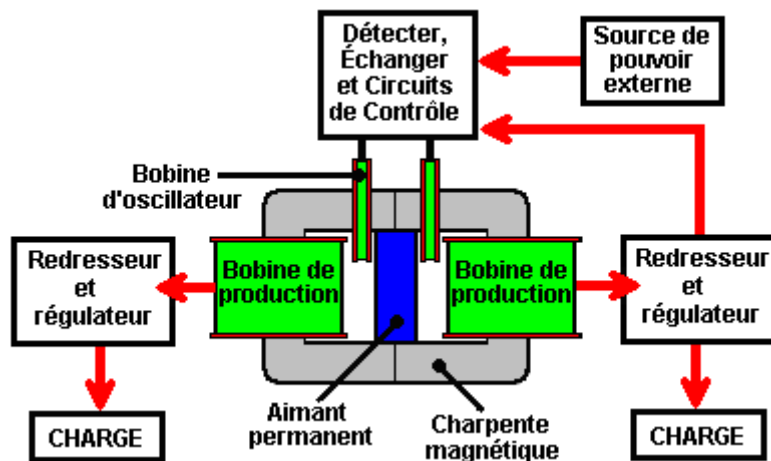 Détecter,
Échanger
et Circuits
de Contrôle
Source de
pouvoir
externe
Bobine
d'oscillateur
Redresseur
et
régulateur
Bobine de
production
Bobine de
production
Redresseur
et
régulateur
CHARGE
Aimant
permanent
Charpente
magnétique
CHARGE